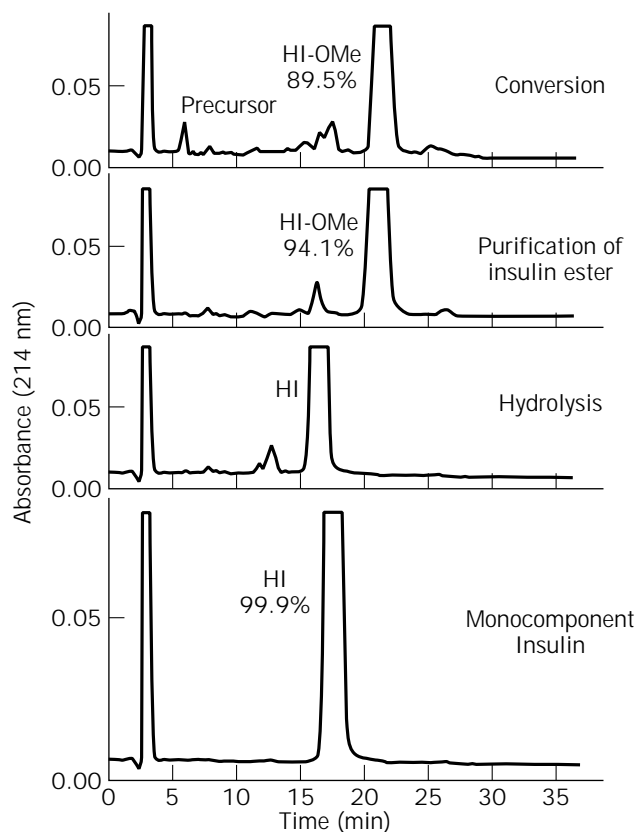 HI-OMe
89.5%
0.05
Conversion
Precursor
0.00
HI-OMe
94.1%
0.05
Purification of
insulin ester
0.00
HI
0.05
Hydrolysis
0.00
HI
99.9%
0.05
Monocomponent
Insulin
0.00
0 5 10 15 20 25 30 35
Time (min)
Absorbance (214 nm)